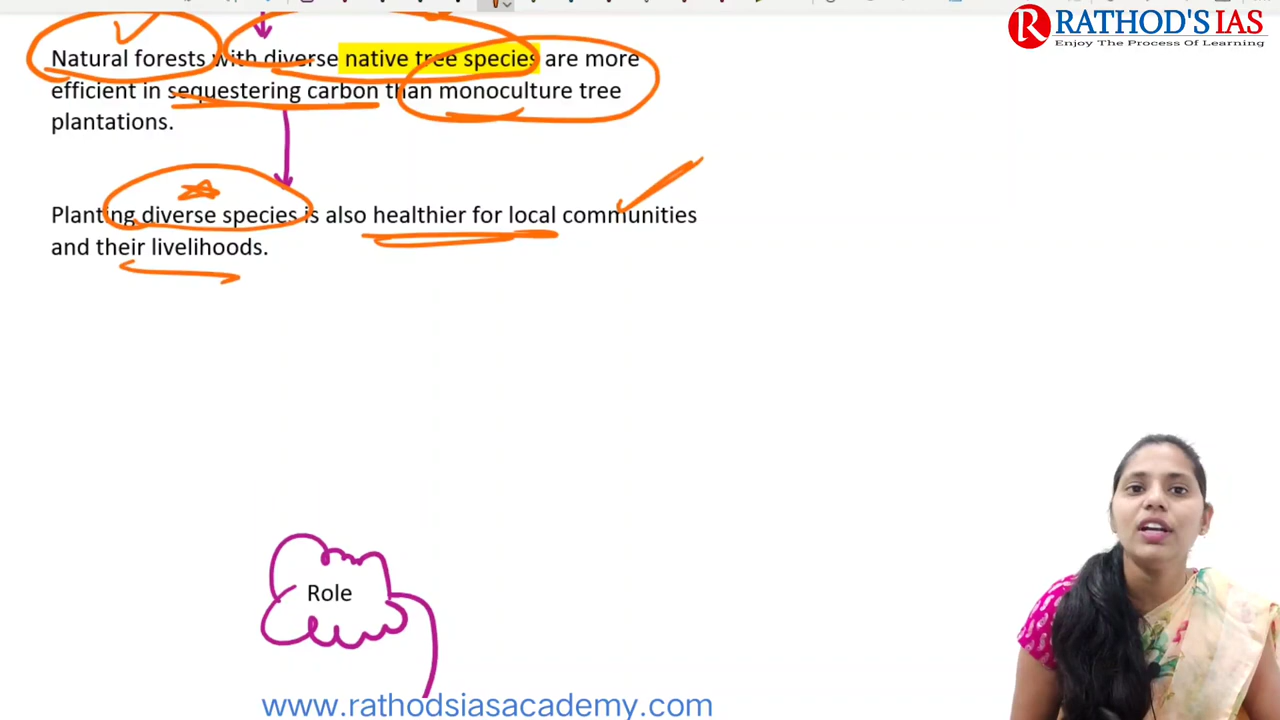 RATHOD'S IAS
Enjoy The Process Of Learning
Natural forests with diverse native tree species are more
efficient in sequestering carbon than monoculture tree
plantations.
Planting diverse species is also healthier for local communities
and their livelihoods.
Role
www.rathodsiasacademy.com